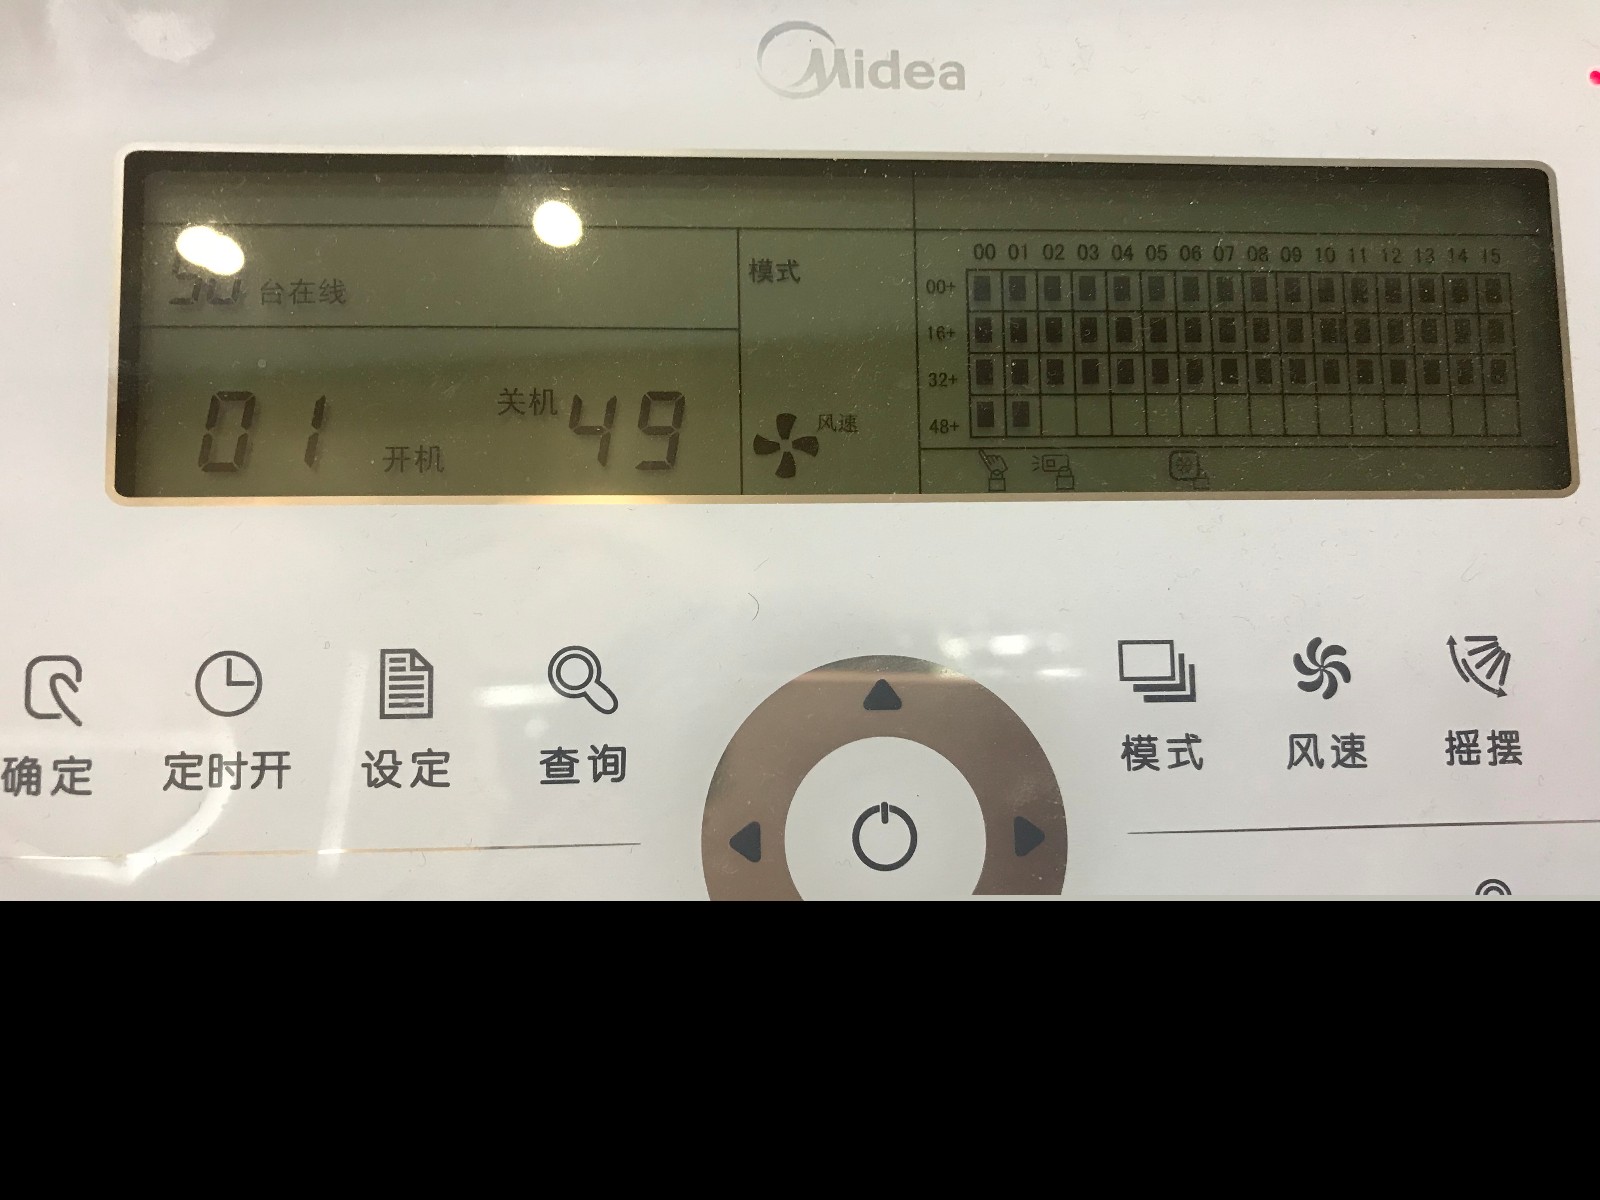 Midea
50 台在线
模式
01 开机
关机 49
风速
00 01 02 03 04 05 06 07 08 09 10 11 12 13 14 15
00+
16+
32+
48+
确定 定时开 设定 查询 模式 风速 摇摆